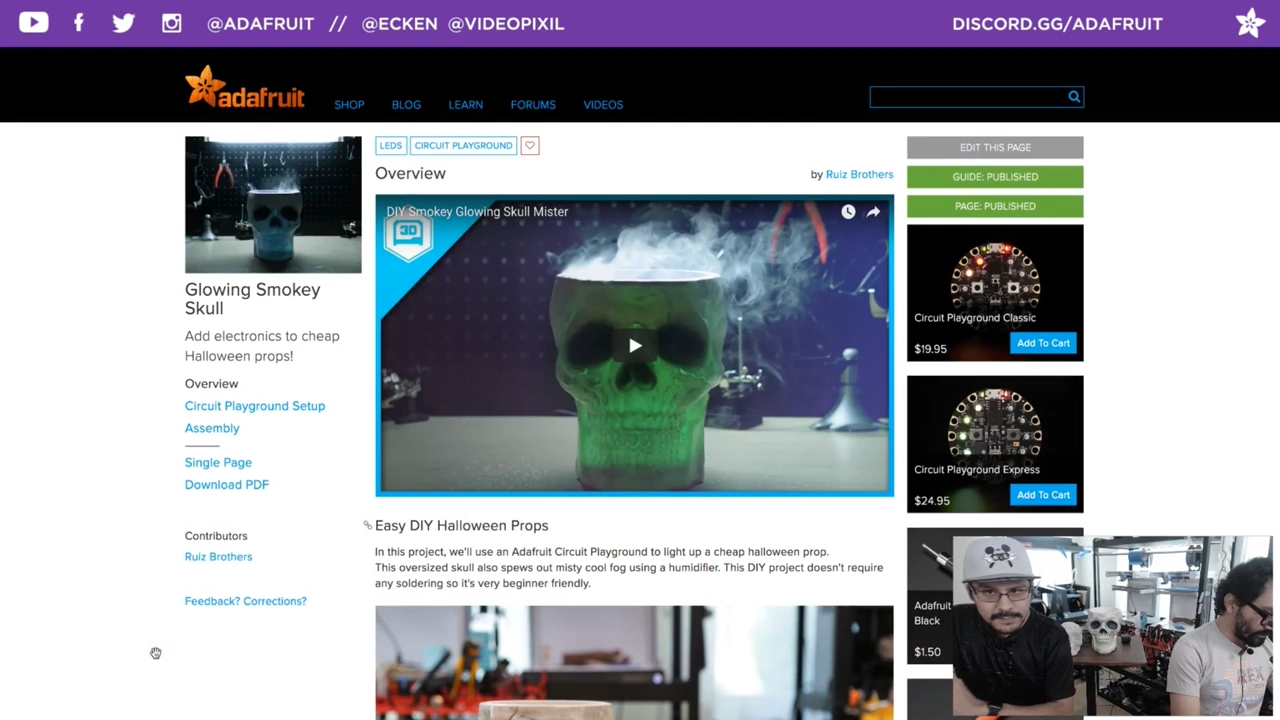 @ADAFRUIT // @ECKEN @VIDEOPIXIL
DISCORD.GG/ADAFRUIT
adafruit
SHOP
BLOG
LEARN
FORUMS
VIDEOS
Glowing Smokey
Skull
Add electronics to cheap
Halloween props!
Overview
Circuit Playground Setup
Assembly
Single Page
Download PDF
Contributors
Ruiz Brothers
Feedback? Corrections?
LEDS
CIRCUIT PLAYGROUND
Overview
by Ruiz Brothers
DIY Smokey Glowing Skull Mister
3D
Easy DIY Halloween Props
In this project, we'll use an Adafruit Circuit Playground to light up a cheap halloween prop.
This oversized skull also spews out misty cool fog using a humidifier. This DIY project doesn't require
any soldering so it's very beginner friendly.
EDIT THIS PAGE
GUIDE: PUBLISHED
PAGE: PUBLISHED
Circuit Playground Classic
$19.95
Add To Cart
Circuit Playground Express
$24.95
Add To Cart
Adafruit
Black
$1.50